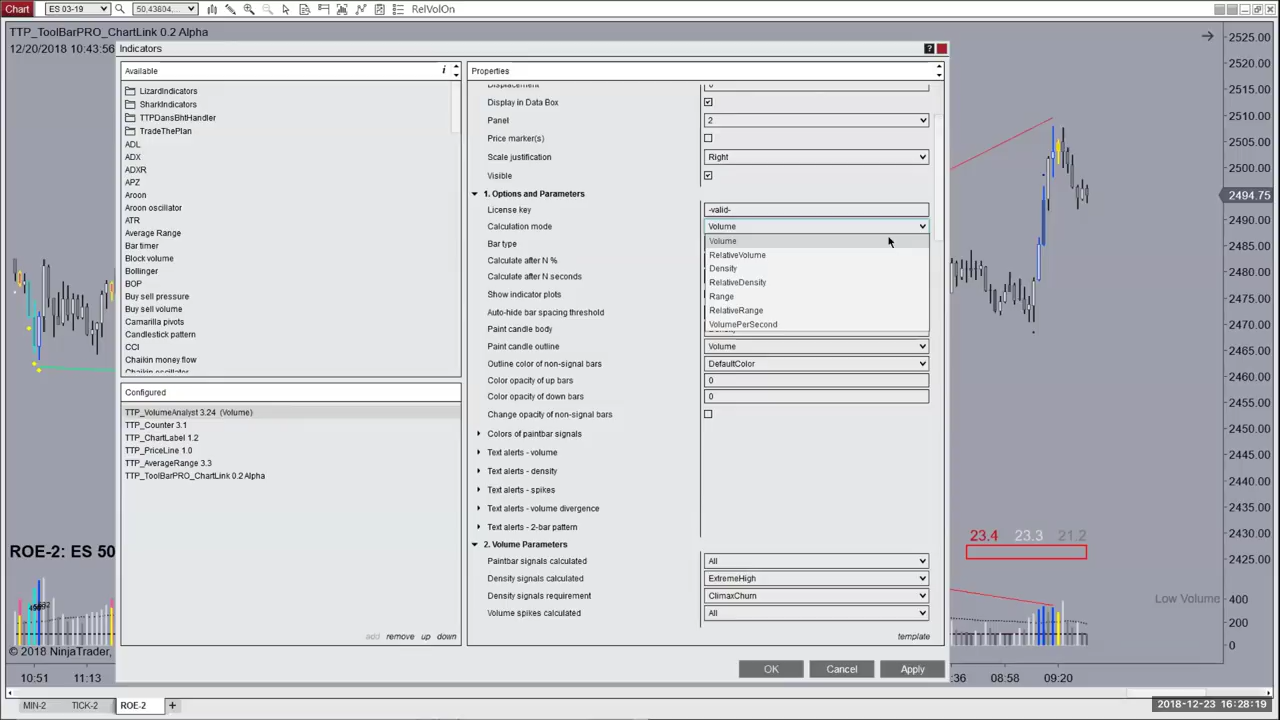 Chart ES 03-19 50,43804,... RelVolOn
TTP_ToolBarPRO_ChartLink 0.2 Alpha
12/20/2018 10:43:56
Indicators
?
Available
i
LizardIndicators
SharkIndicators
TTPDansBhtHandler
TradeThePlan
ADL
ADX
ADXR
APZ
Aroon
Aroon oscillator
ATR
Average Range
Bar timer
Block volume
Bollinger
BOP
Buy sell pressure
Buy sell volume
Camarilla pivots
Candlestick pattern
CCI
Chaikin money flow
Chaikin oscillator
Configured
TTP_VolumeAnalyst 3.24 (Volume)
TTP_Counter 3.1
TTP_ChartLabel 1.2
TTP_PriceLine 1.0
TTP_AverageRange 3.3
TTP_ToolBarPRO_ChartLink 0.2 Alpha
add remove up down
Properties
Displacement 0
Display in Data Box
Panel 2
Price marker(s)
Scale justification Right
Visible
1. Options and Parameters
License key -valid-
Calculation mode Volume
Volume
RelativeVolume
Density
RelativeDensity
Range
RelativeRange
VolumePerSecond
Bar type
Calculate after N %
Calculate after N seconds
Show indicator plots
Auto-hide bar spacing threshold
Paint candle body
Paint candle outline Volume
Outline color of non-signal bars DefaultColor
Color opacity of up bars 0
Color opacity of down bars 0
Change opacity of non-signal bars
Colors of paintbar signals
Text alerts - volume
Text alerts - density
Text alerts - spikes
Text alerts - volume divergence
Text alerts - 2-bar pattern
2. Volume Parameters
Paintbar signals calculated All
Density signals calculated ExtremeHigh
Density signals requirement ClimaxChurn
Volume spikes calculated All
template
OK Cancel Apply
2525.00
2520.00
2515.00
2510.00
2505.00
2500.00
2494.75
2490.00
2485.00
2480.00
2475.00
2470.00
2465.00
2460.00
2455.00
2450.00
2445.00
2440.00
2435.00
2430.00
2425.00
23.4 23.3 21.2
ROE-2: ES 50
Low Volume
400
200
0
© 2018 NinjaTrader,
10:51 11:13 :36 08:58 09:20
MIN-2 TICK-2 ROE-2 +
2018-12-23 16:28:19